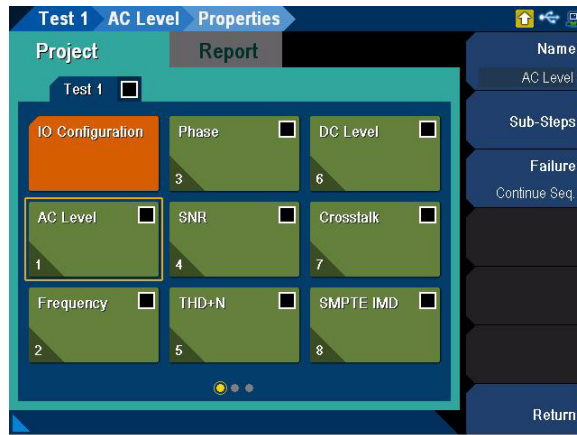 Test 1 AC Level Properties
Project Report
Test 1
IO Configuration
Phase
3
DC Level
6
AC Level
1
SNR
4
Crosstalk
7
Frequency
2
THD+N
5
SMPTE IMD
8
Name
AC Level
Sub-Steps
Failure
Continue Seq.
Return